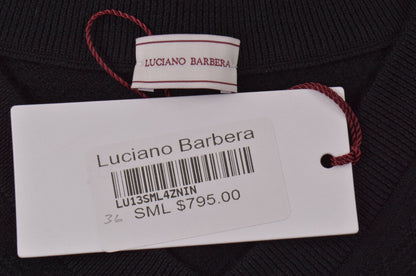 LUCIANO BARBERA
Luciano Barbera
LU13SML4ZNIN
36 SML $795.00